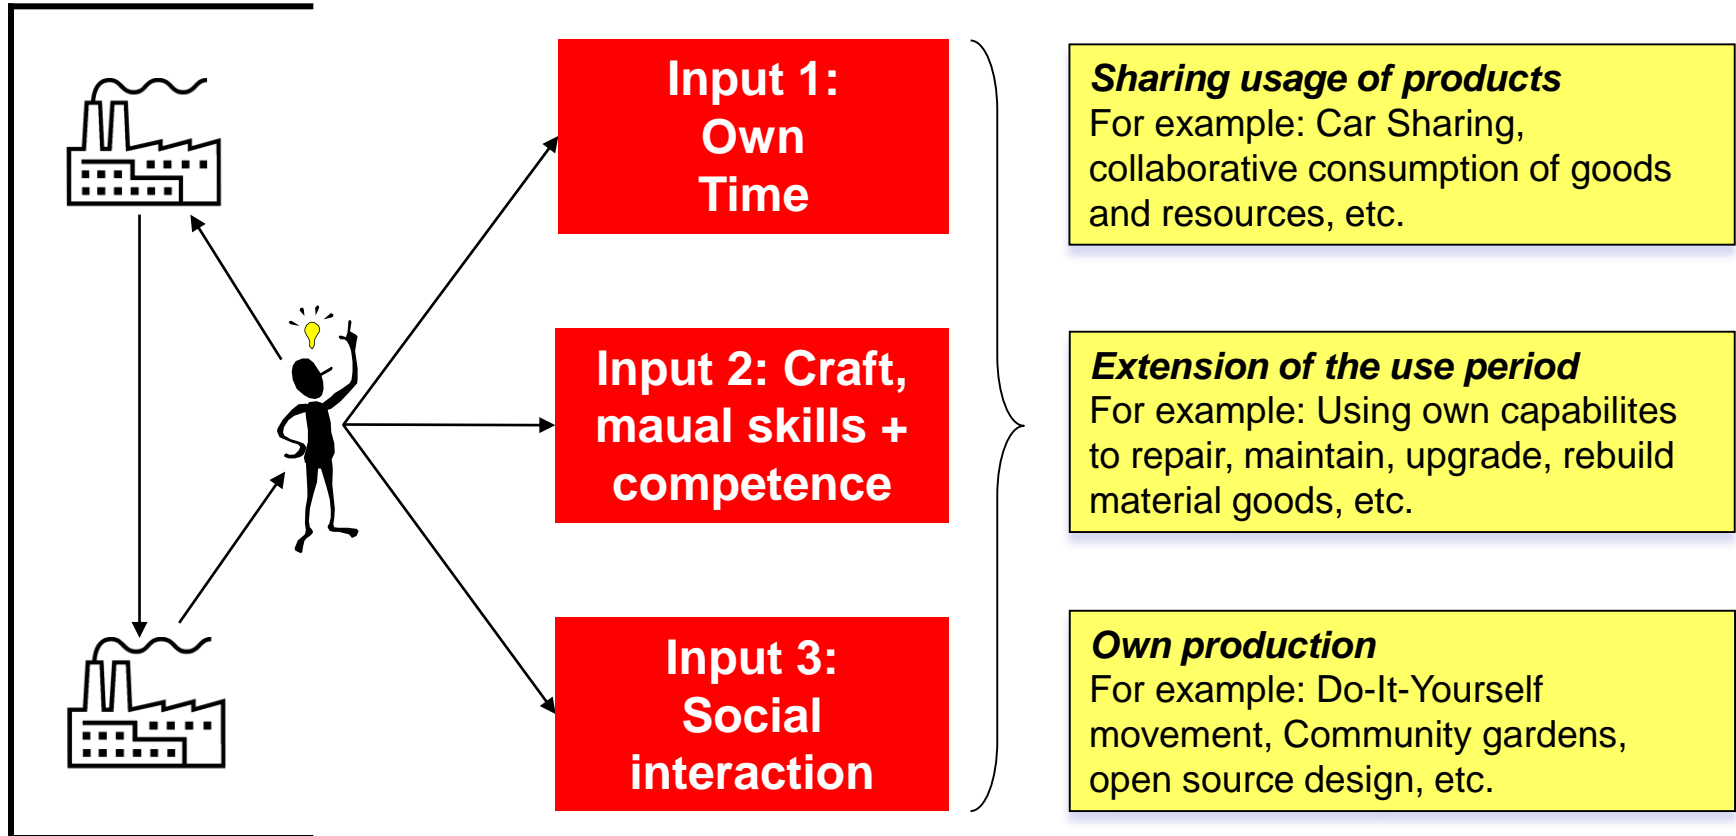 Input 1:
Own
Time
Sharing usage of products
For example: Car Sharing,
collaborative consumption of goods
and resources, etc.
Input 2: Craft,
maual skills +
competence
Extension of the use period
For example: Using own capabilites
to repair, maintain, upgrade, rebuild
material goods, etc.
Input 3:
Social
interaction
Own production
For example: Do-It-Yourself
movement, Community gardens,
open source design, etc.